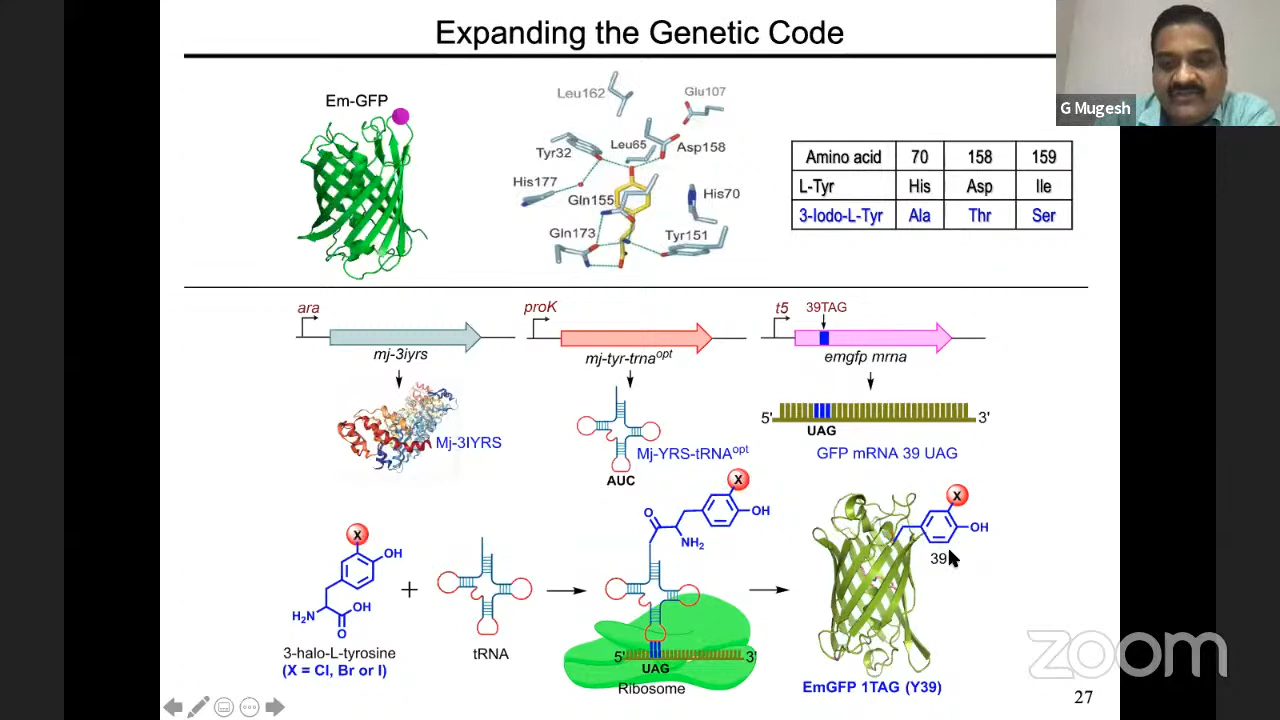 Expanding the Genetic Code
G Mugesh
Em-GFP
Leu162
Glu107
Tyr32
Leu65
Asp158
His177
Gln155
His70
Gln173
Tyr151
Amino acid 70 158 159
L-Tyr His Asp Ile
3-Iodo-L-Tyr Ala Thr Ser
ara
proK
t5
39TAG
mj-3iyrs
mj-tyr-trnaopt
emgfp mrna
Mj-3IYRS
Mj-YRS-tRNAopt
AUC
5'
3'
UAG
GFP mRNA 39 UAG
X
OH
H2N
OH
O
3-halo-L-tyrosine
(X = Cl, Br or I)
+
tRNA
X
O
OH
NH2
5'
3'
UAG
Ribosome
X
OH
39
EmGFP 1TAG (Y39)
zoom
27